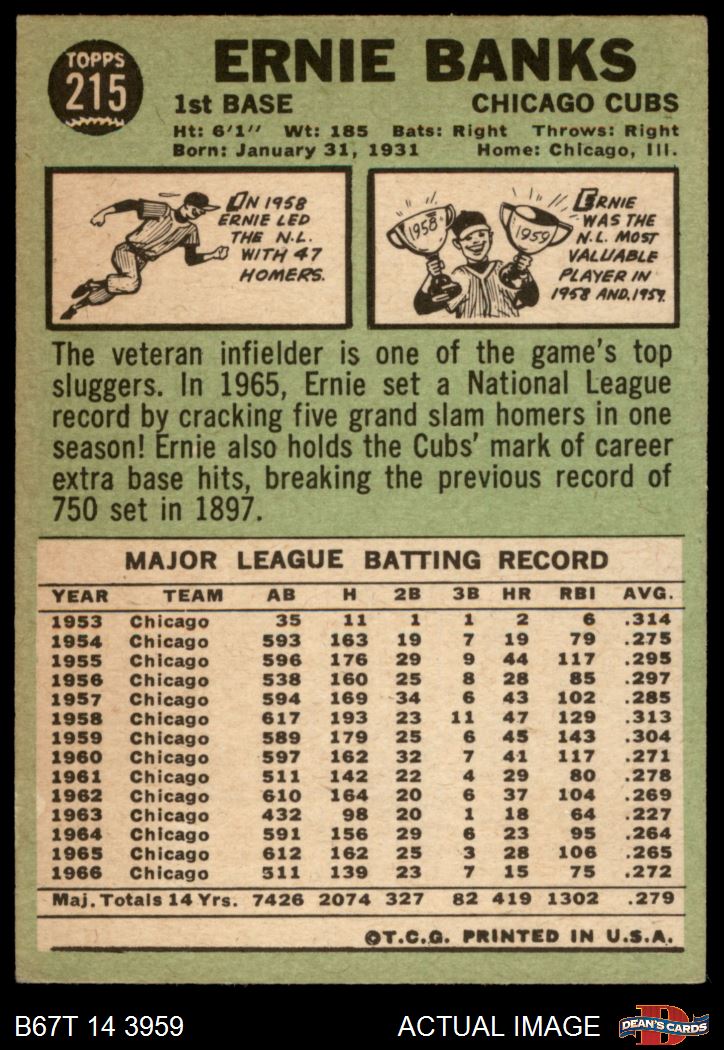 TOPPS
215
ERNIE BANKS
1st BASE CHICAGO CUBS
Ht: 6'1'' Wt: 185 Bats: Right Throws: Right
Born: January 31, 1931 Home: Chicago, Ill.
IN 1958
ERNIE LED
THE N.L.
WITH 47
HOMERS.
1958
1959
ERNIE
WAS THE
N.L. MOST
VALUABLE
PLAYER IN
1958 AND 1959.
The veteran infielder is one of the game's top
sluggers. In 1965, Ernie set a National League
record by cracking five grand slam homers in one
season! Ernie also holds the Cubs' mark of career
extra base hits, breaking the previous record of
750 set in 1897.
MAJOR LEAGUE BATTING RECORD
YEAR TEAM AB H 2B 3B HR RBI AVG.
1953 Chicago 35 11 1 1 2 6 .314
1954 Chicago 593 163 19 7 19 79 .275
1955 Chicago 596 176 29 9 44 117 .295
1956 Chicago 538 160 25 8 28 85 .297
1957 Chicago 594 169 34 6 43 102 .285
1958 Chicago 617 193 23 11 47 129 .313
1959 Chicago 589 179 25 6 45 143 .304
1960 Chicago 597 162 32 7 41 117 .271
1961 Chicago 511 142 22 4 29 80 .278
1962 Chicago 610 164 20 6 37 104 .269
1963 Chicago 432 98 20 1 18 64 .227
1964 Chicago 591 156 29 6 23 95 .264
1965 Chicago 612 162 25 3 28 106 .265
1966 Chicago 511 139 23 7 15 75 .272
Maj. Totals 14 Yrs. 7426 2074 327 82 419 1302 .279
©T.C.G. PRINTED IN U.S.A.
B67T 14 3959 ACTUAL IMAGE
DEAN'S CARDS